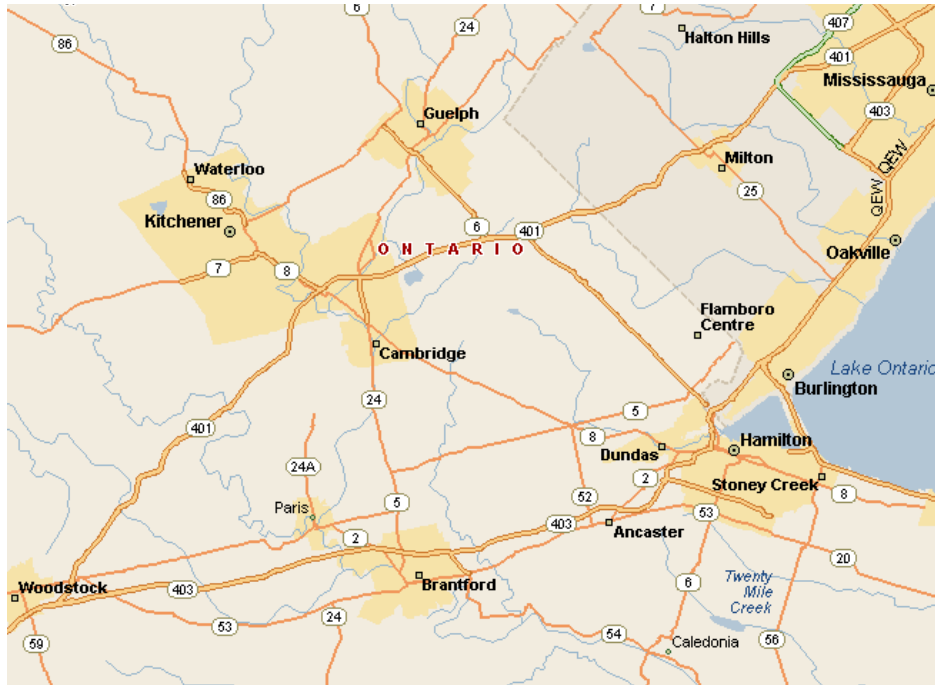 6
24
7
407
86
Halton Hills
401
Mississauga
403
Guelph
QEW
QEW
Waterloo
Milton
25
86
Kitchener
6
401
ONTARIO
Oakville
7
8
Flamboro
Centre
Cambridge
Lake Ontario
Burlington
24
5
401
8
Hamilton
Dundas
24A
2
Stoney Creek
8
Paris
5
52
53
403
Ancaster
2
20
Woodstock
403
Brantford
6
Twenty
Mile
Creek
24
53
54
56
59
Caledonia